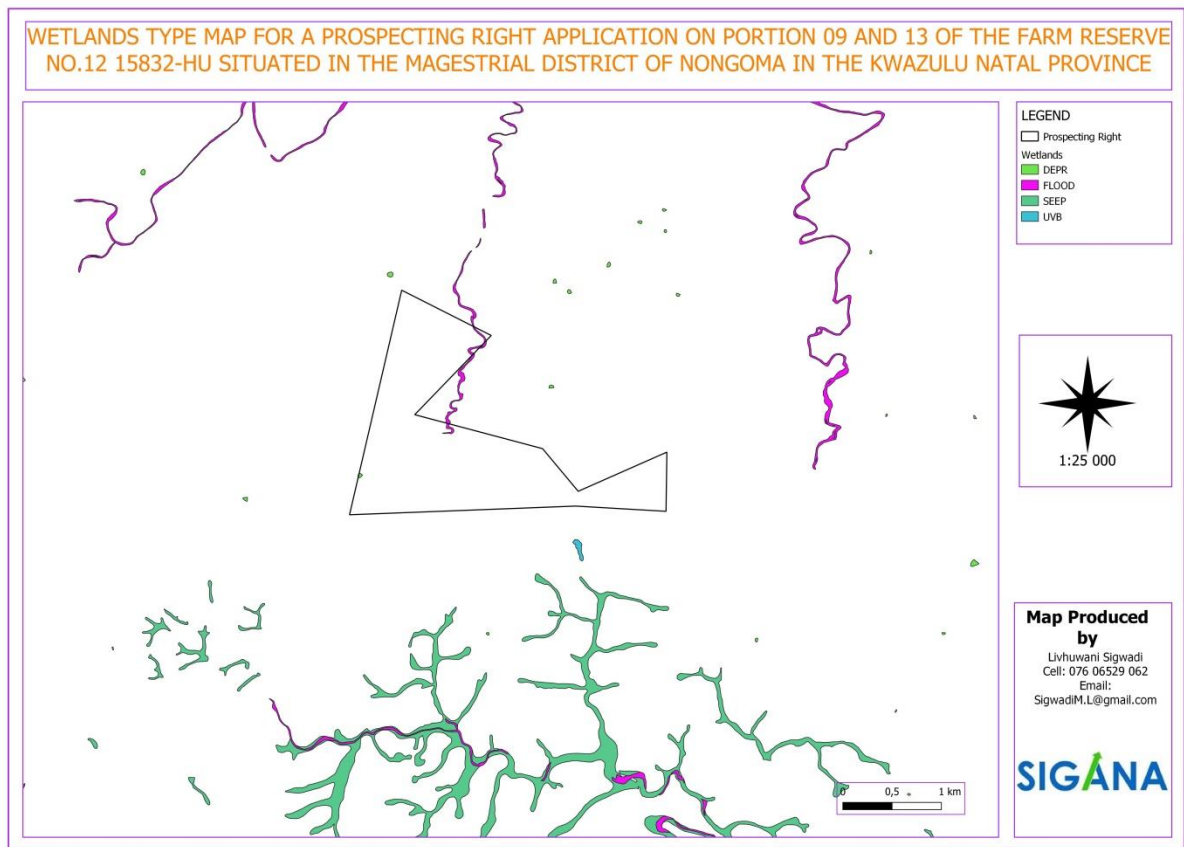 WETLANDS TYPE MAP FOR A PROSPECTING RIGHT APPLICATION ON PORTION 09 AND 13 OF THE FARM RESERVE
NO.12 15832-HU SITUATED IN THE MAGESTRIAL DISTRICT OF NONGOMA IN THE KWAZULU NATAL PROVINCE
LEGEND
Prospecting Right
Wetlands
DEPR
FLOOD
SEEP
UVB
1:25 000
Map Produced
by
Livhuwani Sigwadi
Cell: 076 06529 062
Email:
SigwadiM.L@gmail.com
SIGANA
0 0,5 1 km